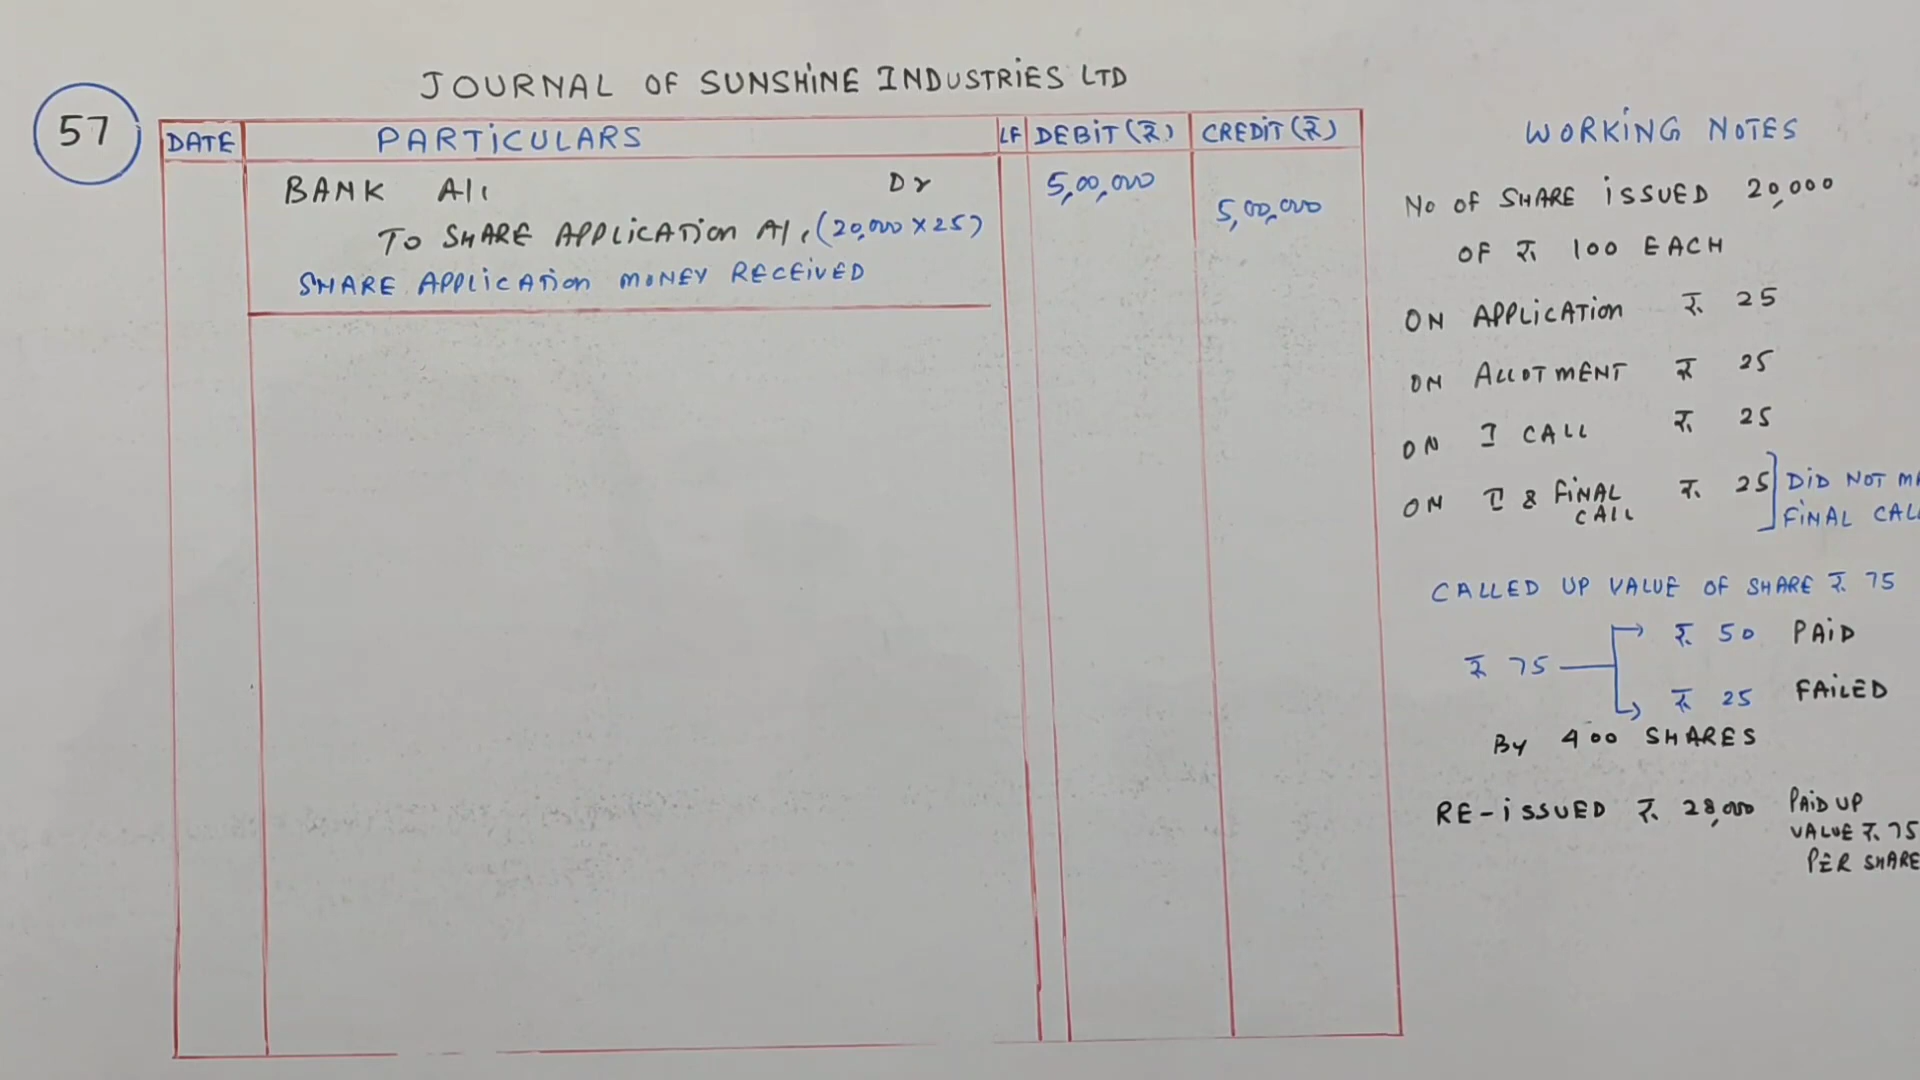 JOURNAL OF SUNSHINE INDUSTRIES LTD
57
DATE PARTICULARS LF DEBIT (₹) CREDIT (₹)
BANK A/c Dr 5,00,000
TO SHARE APPLICATION A/c (20,000 × 25) 5,00,000
SHARE APPLICATION MONEY RECEIVED
WORKING NOTES
No OF SHARE ISSUED 20,000
OF ₹. 100 EACH
ON APPLICATION ₹. 25
ON ALLOTMENT ₹ 25
ON I CALL ₹. 25
ON II & FINAL CALL ₹. 25
DID NOT MA
FINAL CALL
CALLED UP VALUE OF SHARE ₹. 75
₹ 75
₹. 50 PAID
₹. 25 FAILED
By 400 SHARES
RE-ISSUED ₹. 28,000 PAID UP
VALUE ₹. 75
PER SHARE